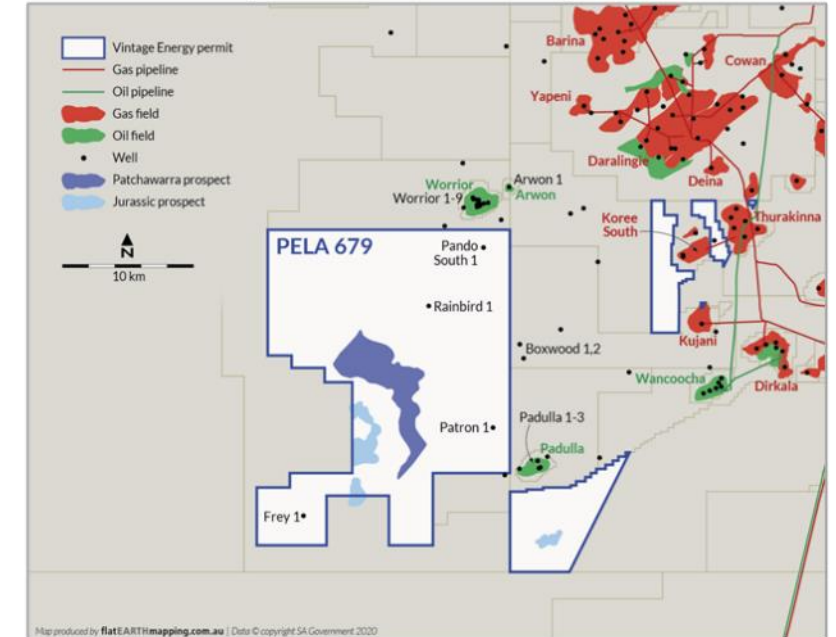 Vintage Energy permit
Gas pipeline
Oil pipeline
Gas field
Oil field
Well
Patchawarra prospect
Jurassic prospect
N
10 km
Barina
Cowan
Yapeni
Daralingie
Deina
Worrior
Worrior 1-9
Arwon 1
Arwon
Koree
South
Thurakinna
PELA 679
Pando
South 1
Rainbird 1
Kujani
Boxwood 1,2
Wancoocha
Dirkala
Patron 1
Padulla 1-3
Padulla
Frey 1
Map produced by flatEARTHmapping.com.au | Data © copyright SA Government 2020